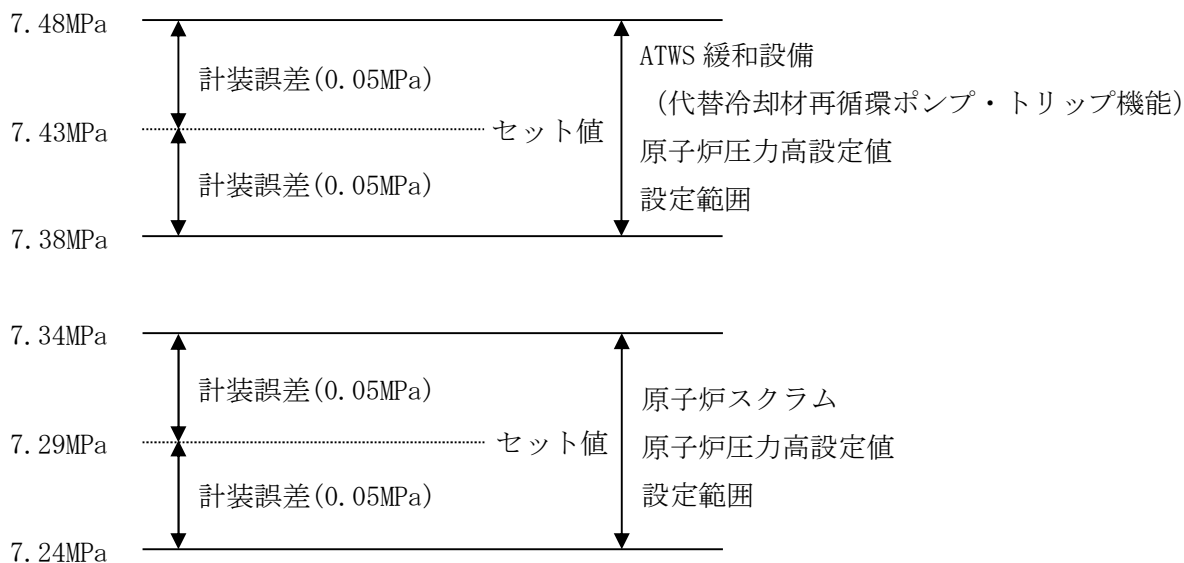 7.48MPa
計装誤差(0.05MPa)
7.43MPa
セット値
計装誤差(0.05MPa)
7.38MPa
ATWS 緩和設備
(代替冷却材再循環ポンプ・トリップ機能)
原子炉圧力高設定値
設定範囲
7.34MPa
計装誤差(0.05MPa)
7.29MPa
セット値
計装誤差(0.05MPa)
7.24MPa
原子炉スクラム
原子炉圧力高設定値
設定範囲